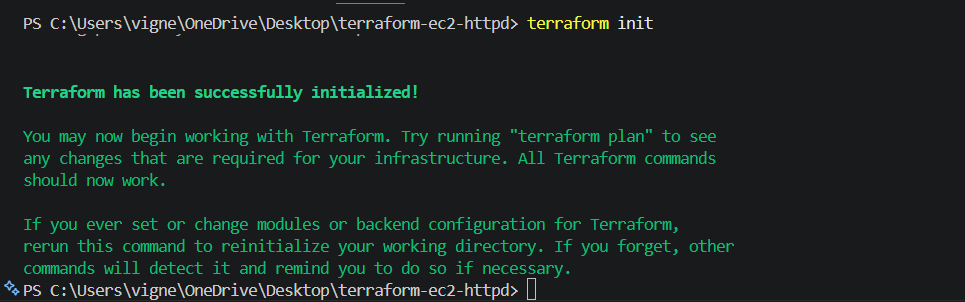 PS C:\Users\vigne\OneDrive\Desktop\terraform-ec2-httpd> terraform init
Terraform has been successfully initialized!
You may now begin working with Terraform. Try running "terraform plan" to see
any changes that are required for your infrastructure. All Terraform commands
should now work.
If you ever set or change modules or backend configuration for Terraform,
rerun this command to reinitialize your working directory. If you forget, other
commands will detect it and remind you to do so if necessary.
PS C:\Users\vigne\OneDrive\Desktop\terraform-ec2-httpd>